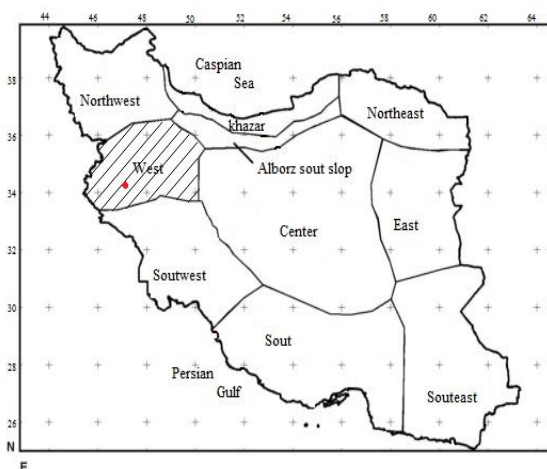 44 46 48 50 52 54 56 58 60 62 64
38
36
34
32
30
28
26
N
E
Caspian
Sea
Northwest
Northeast
khazar
West
Alborz sout slop
Center
East
Soutwest
Sout
Persian
Gulf
Souteast